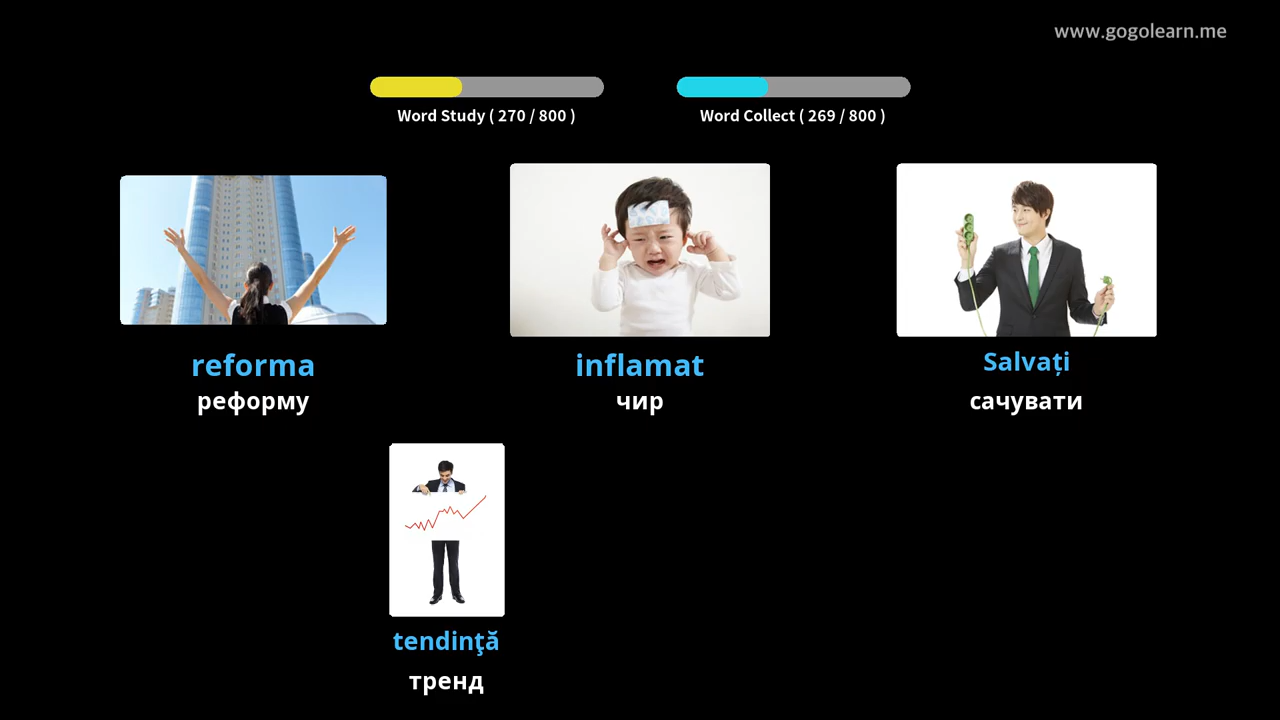 www.gogolearn.me
Word Study ( 270 / 800 )
Word Collect ( 269 / 800 )
reforma
реформу
inflamat
чир
Salvați
сачувати
tendinţă
тренд